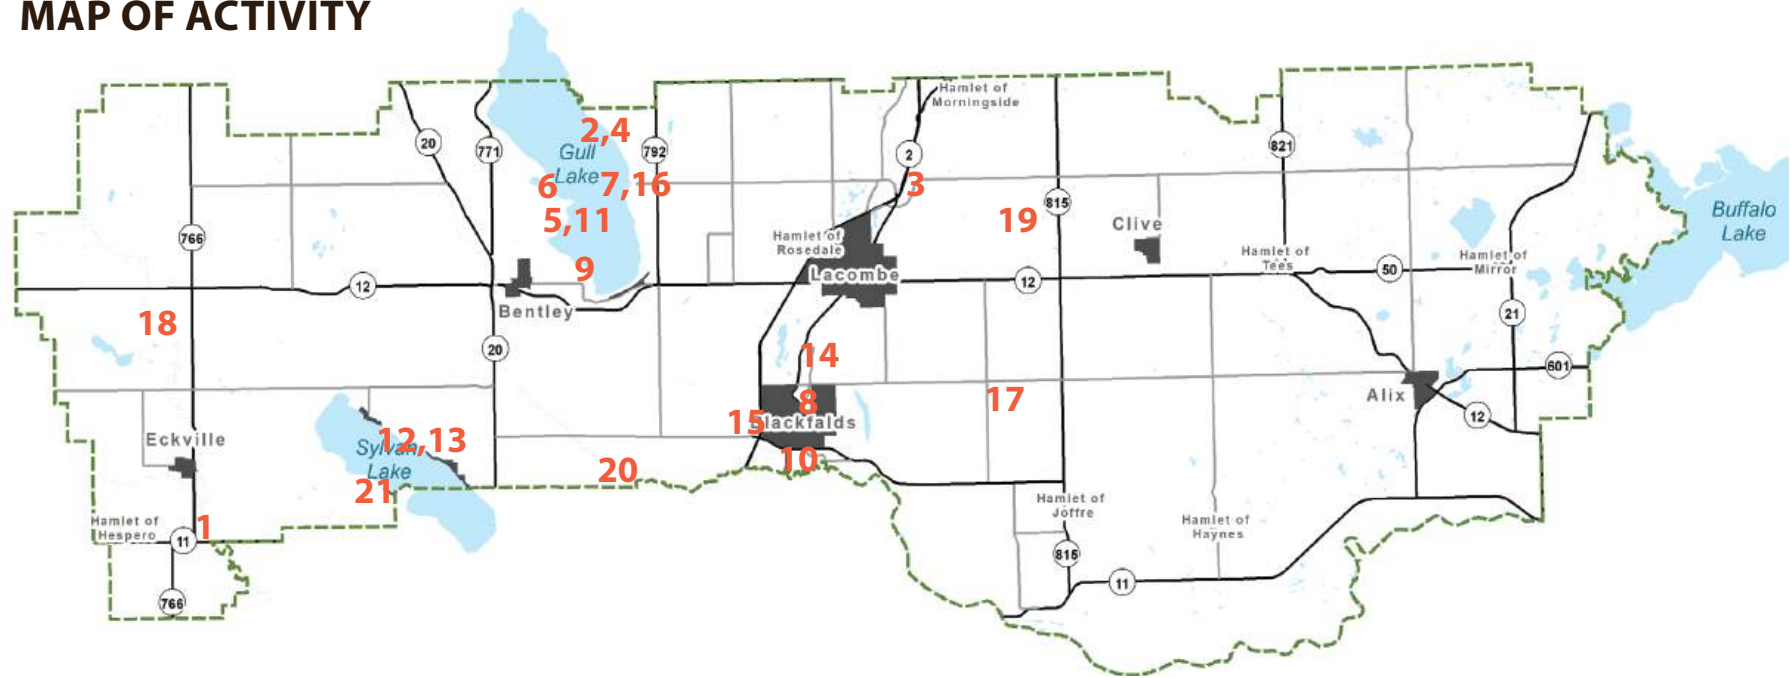 MAP OF ACTIVITY
Hamlet of
Morningside
2,4
20
771
792
2
821
Gull
Lake
6
7,16
3
815
5,11
19
Clive
Buffalo
Lake
766
Hamlet of
Rosedale
Hamlet of
Tees
Hamlet of
Mirror
9
Lacombe
50
12
12
Bentley
21
18
20
14
601
17
Alix
8
15
Blackfalds
12
Eckville
12,13
Sylvan
Lake
10
20
21
Hamlet of
Joffre
Hamlet of
Hespero
1
Hamlet of
Haynes
11
815
11
766